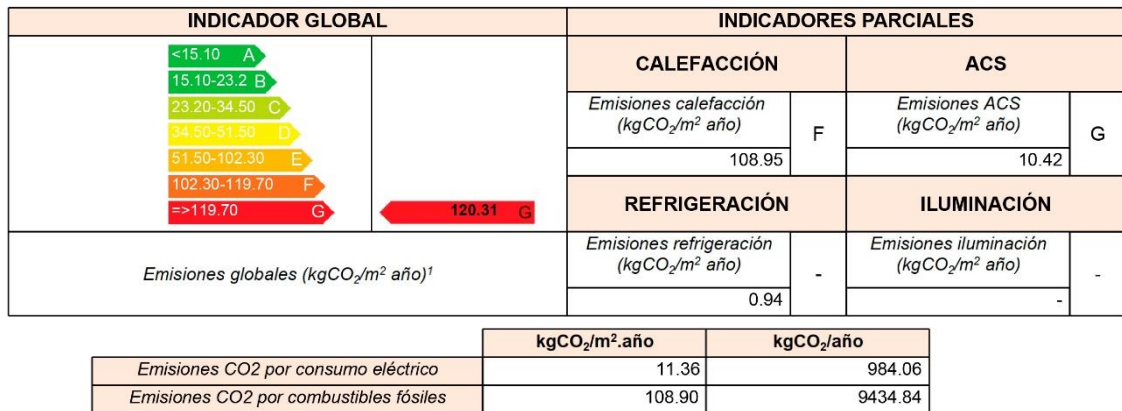 INDICADOR GLOBAL
INDICADORES PARCIALES
<15.10 A
15.10-23.2 B
23.20-34.50 C
34.50-51.50 D
51.50-102.30 E
102.30-119.70 F
=>119.70 G
120.31 G
CALEFACCIÓN
ACS
Emisiones calefacción
(kgCO₂/m² año)
F
108.95
Emisiones ACS
(kgCO₂/m² año)
G
10.42
REFRIGERACIÓN
ILUMINACIÓN
Emisiones globales (kgCO₂/m² año)¹
Emisiones refrigeración
(kgCO₂/m² año)
-
0.94
Emisiones iluminación
(kgCO₂/m² año)
-
-
kgCO₂/m².año
kgCO₂/año
Emisiones CO2 por consumo eléctrico
11.36
984.06
Emisiones CO2 por combustibles fósiles
108.90
9434.84